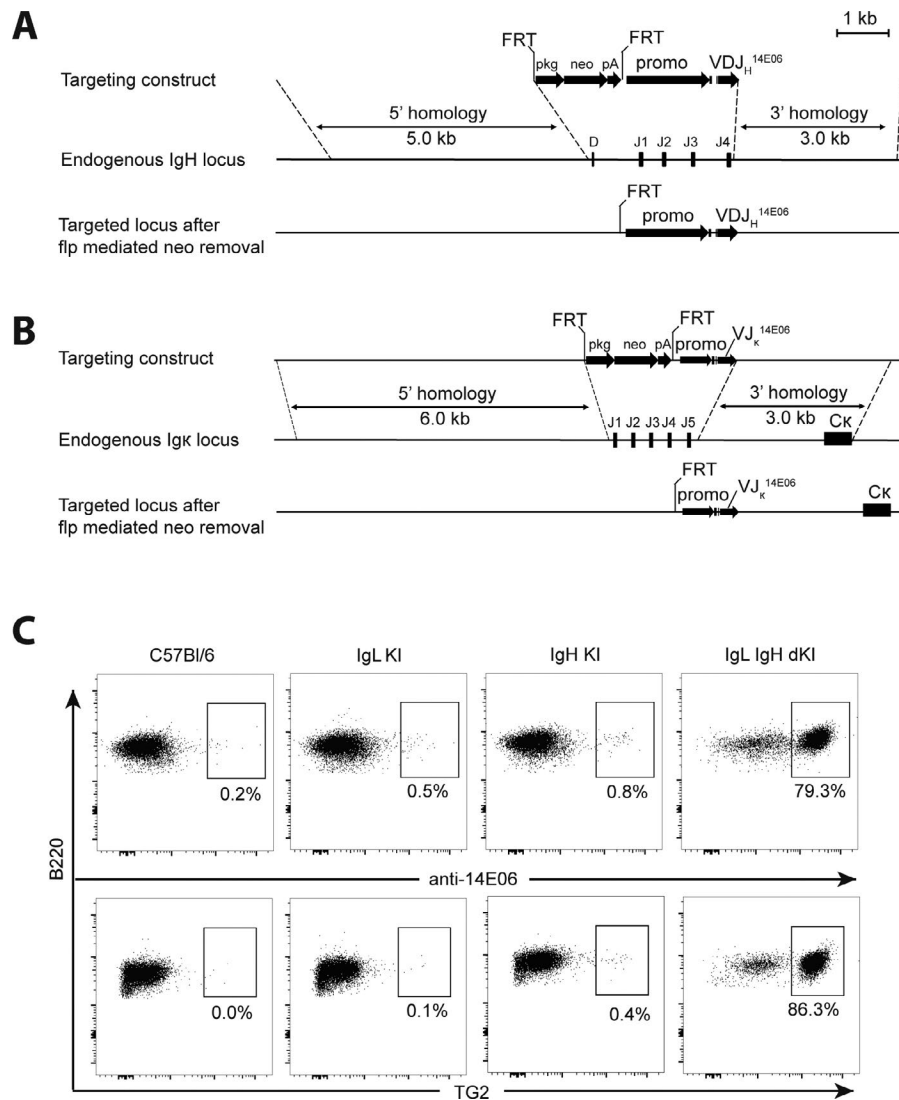 A
1 kb
FRT FRT
pkg neo pA promo VDJH14E06
Targeting construct
5’ homology 3’ homology
5.0 kb 3.0 kb
D J1 J2 J3 J4
Endogenous IgH locus
FRT
promo VDJH14E06
Targeted locus after
flp mediated neo removal
B
FRT FRT
pkg neo pA promo VJκ14E06
Targeting construct
5’ homology 3’ homology
6.0 kb 3.0 kb
J1 J2 J3 J4 J5 Cκ
Endogenous Igκ locus
FRT
promo VJκ14E06 Cκ
Targeted locus after
flp mediated neo removal
C
C57Bl/6 IgL KI IgH KI IgL IgH dKI
0.2% 0.5% 0.8% 79.3%
B220
anti-14E06
0.0% 0.1% 0.4% 86.3%
TG2